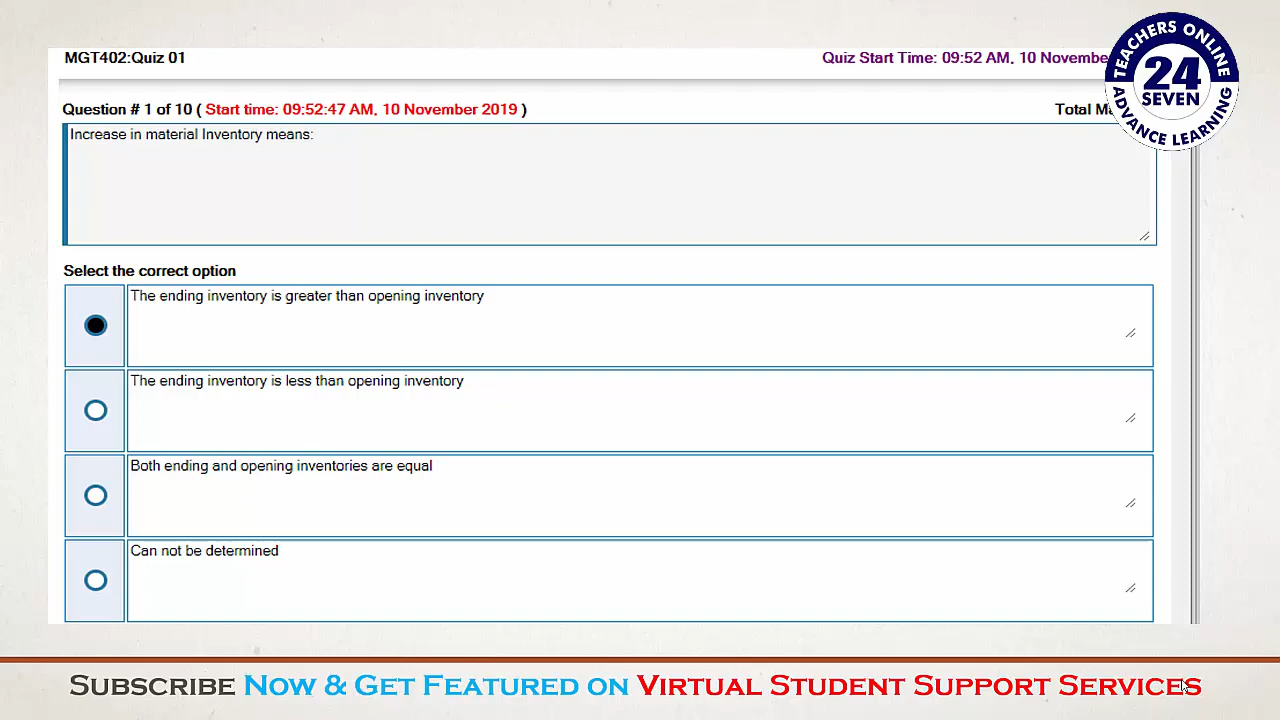 MGT402:Quiz 01
Quiz Start Time: 09:52 AM, 10
TEACHERS ONLINE
24
SEVEN
ADVANCE LEARNING
Question # 1 of 10 ( Start time: 09:52:47 AM, 10 November 2019 )
Total
Increase in material Inventory means:
Select the correct option
The ending inventory is greater than opening inventory
The ending inventory is less than opening inventory
Both ending and opening inventories are equal
Can not be determined
SUBSCRIBE NOW & GET FEATURED ON VIRTUAL STUDENT SUPPORT SERVICES